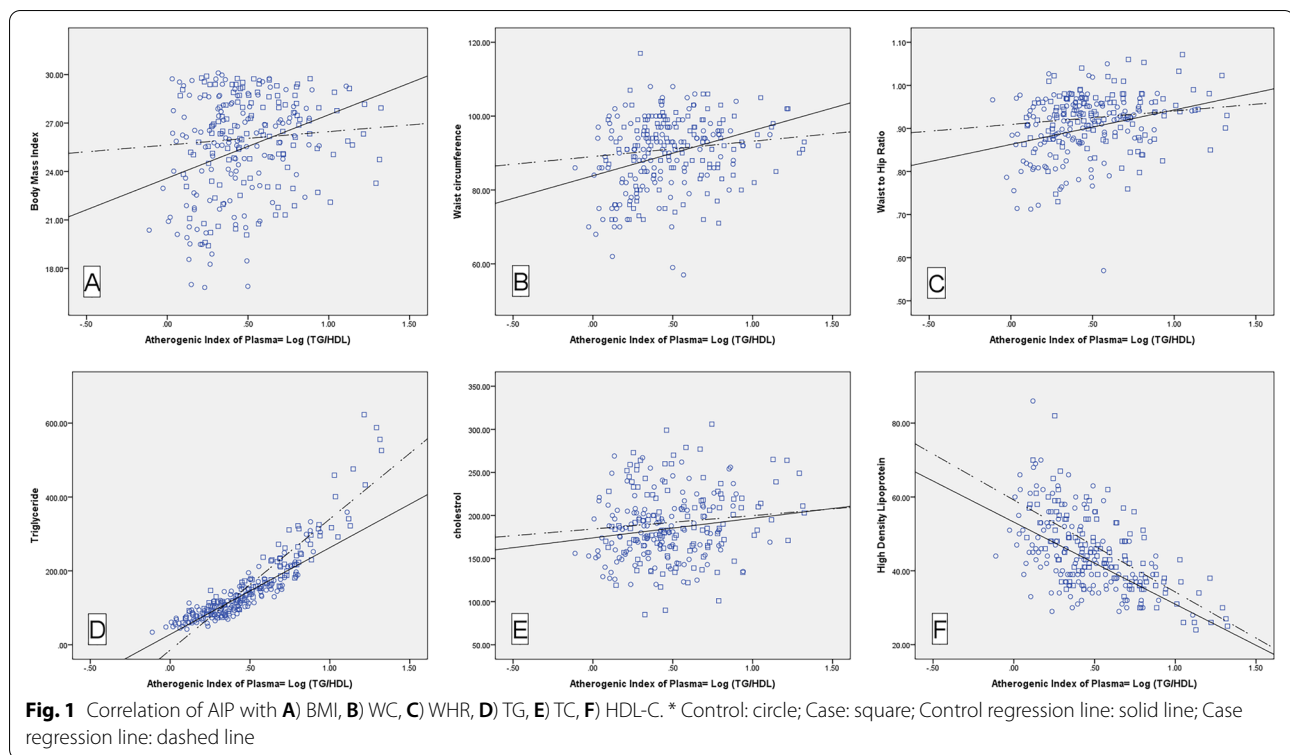 Body Mass Index
30.00
27.00
24.00
21.00
18.00
A
-.50 .00 .50 1.00 1.50
Atherogenic Index of Plasma= Log (TG/HDL)
Waist circumference
120.00
100.00
80.00
60.00
B
-.50 .00 .50 1.00 1.50
Atherogenic Index of Plasma= Log (TG/HDL)
Waist to Hip Ratio
1.10
1.00
.90
.80
.70
.60
.50
C
-.50 .00 .50 1.00 1.50
Atherogenic Index of Plasma= Log (TG/HDL)
Triglyceride
600.00
400.00
200.00
.00
D
-.50 .00 .50 1.00 1.50
Atherogenic Index of Plasma= Log (TG/HDL)
cholestrol
350.00
300.00
250.00
200.00
150.00
100.00
50.00
E
-.50 .00 .50 1.00 1.50
Atherogenic Index of Plasma= Log (TG/HDL)
High Density Lipoprotein
80.00
60.00
40.00
20.00
F
-.50 .00 .50 1.00 1.50
Atherogenic Index of Plasma= Log (TG/HDL)
Fig. 1 Correlation of AIP with A) BMI, B) WC, C) WHR, D) TG, E) TC, F) HDL-C. * Control: circle; Case: square; Control regression line: solid line; Case
regression line: dashed line